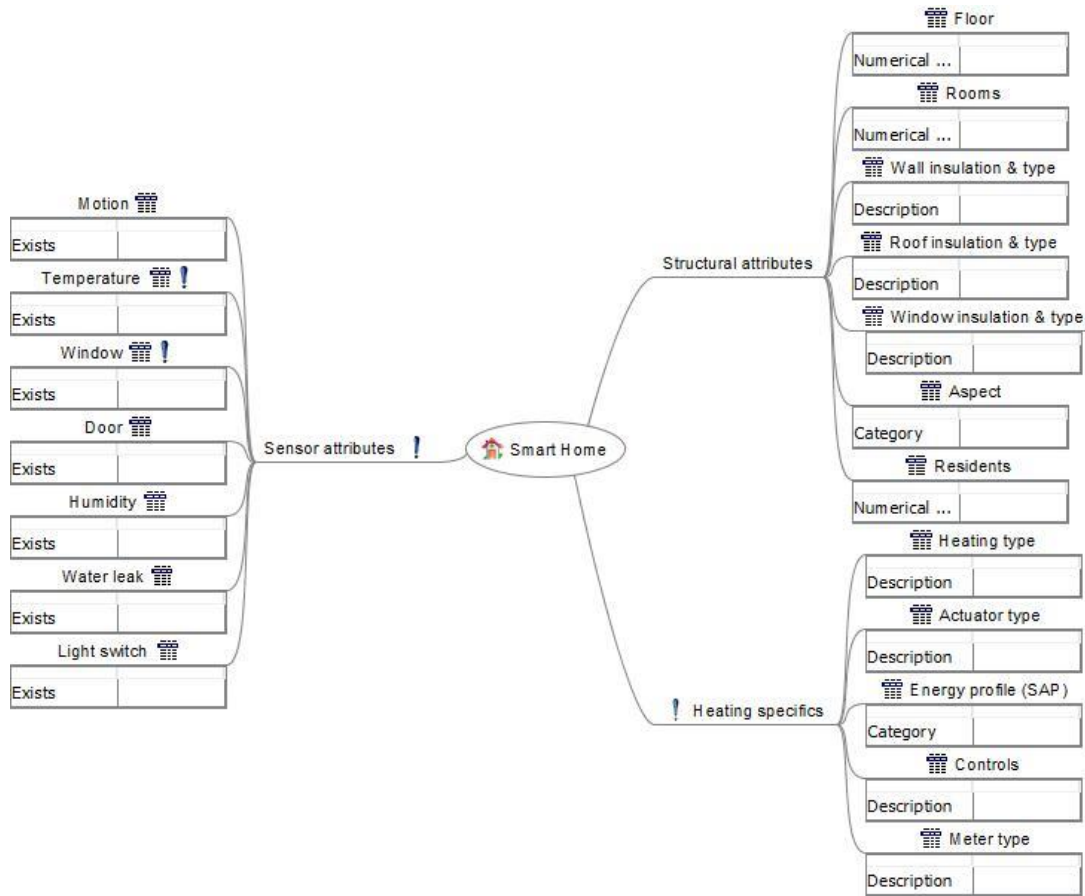 Smart Home
Sensor attributes
Motion
Exists
Temperature
Exists
Window
Exists
Door
Exists
Humidity
Exists
Water leak
Exists
Light switch
Exists
Structural attributes
Floor
Numerical ...
Rooms
Numerical ...
Wall insulation & type
Description
Roof insulation & type
Description
Window insulation & type
Description
Aspect
Category
Residents
Numerical ...
Heating specifics
Heating type
Description
Actuator type
Description
Energy profile (SAP)
Category
Controls
Description
Meter type
Description